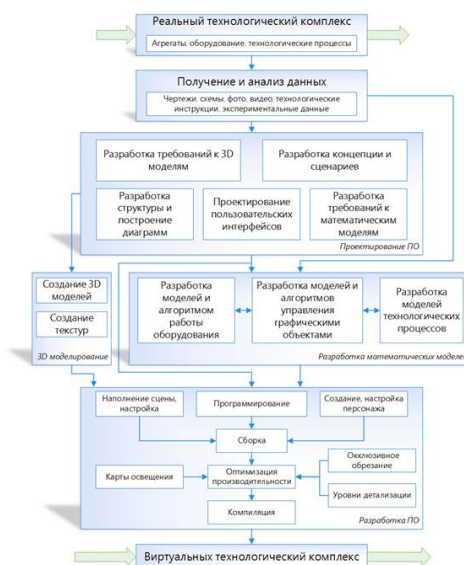 Реальный технологический комплекс
Агрегаты, оборудование, технологические процессы
Получение и анализ данных
Чертежи, схемы, фото, видео, технологические
инструкции, экспериментальные данные
Разработка требований к 3D
моделям
Разработка концепции и
сценариев
Разработка
структуры и
построение
диаграмм
Проектирование
пользовательских
интерфейсов
Разработка
требований к
математическим
моделям
Проектирование ПО
Создание 3D
моделей
Создание
текстур
3D моделирование
Разработка
моделей и
алгоритмом
работы
оборудования
Разработка моделей и
алгоритмов
управления
графическими
объектами
Разработка
моделей
технологических
процессов
Разработка математических моделей
Наполнение сцены,
настройка
Программирование
Создание, настройка
персонажа
Сборка
Карты освещения
Оптимизация
производительности
Окклюзивное
обрезание
Уровни детализации
Компиляция
Разработка ПО
Виртуальных технологический комплекс